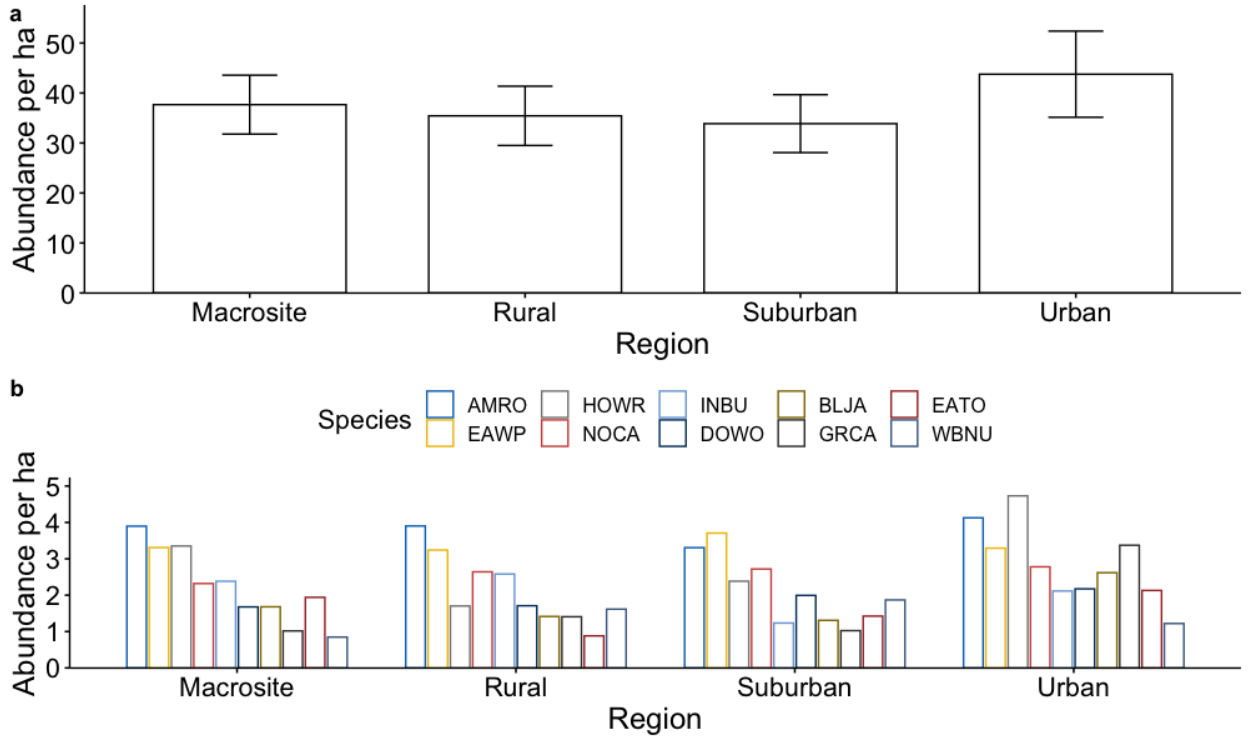 a
Abundance per ha
50
40
30
20
10
0
Macrosite Rural Suburban Urban
Region
b
Species
AMRO HOWR INBU BLJA EATO
EAWP NOCA DOWO GRCA WBNU
Abundance per ha
5
4
3
2
1
0
Macrosite Rural Suburban Urban
Region